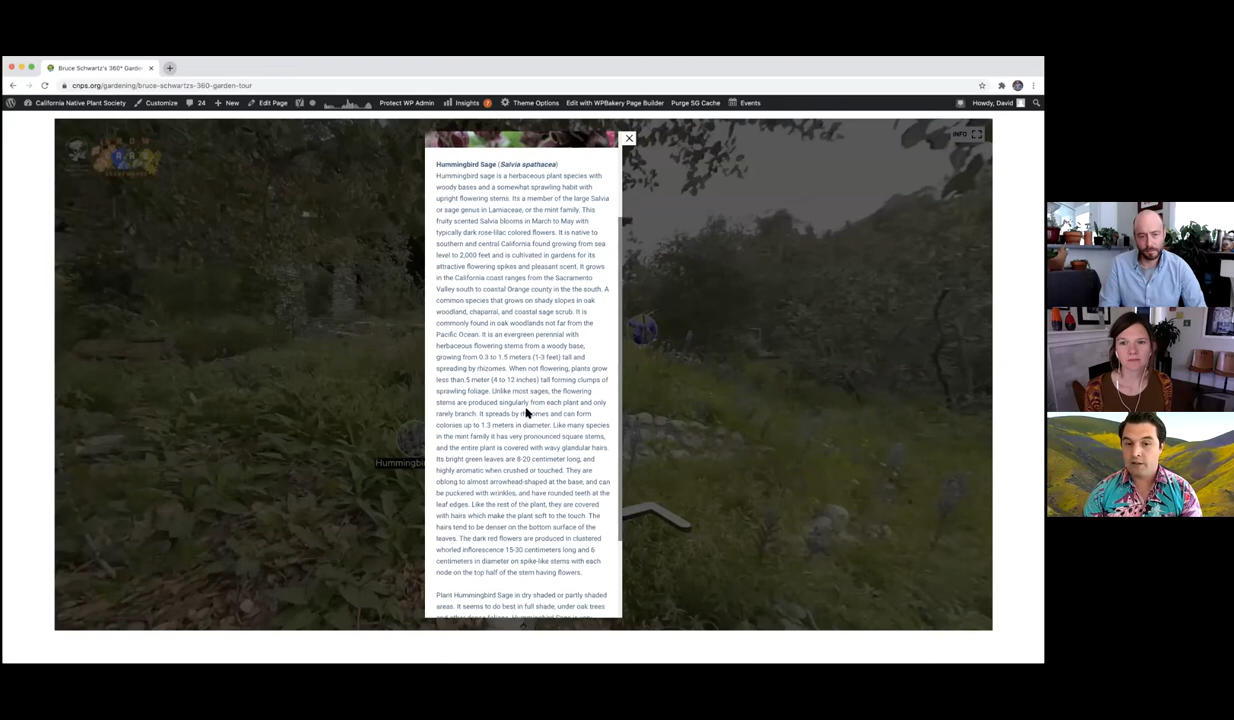 Bruce Schwartz's 360° Garde
cnps.org/gardening/bruce-schwartzs-360-garden-tour
California Native Plant Society Customize 24 New Edit Page Protect WP Admin Insights 7 Theme Options Edit with WPBakery Page Builder Purge SG Cache Events Howdy, David
INFO
Hummingbird Sage (Salvia spathacea)
Hummingbird sage is a herbaceous plant species with
woody bases and a somewhat sprawling habit with
upright flowering stems. Its a member of the large Salvia
or sage genus in Lamiaceae, or the mint family. This
fruity scented Salvia blooms in March to May with
typically dark rose-lilac colored flowers. It is native to
southern and central California found growing from sea
level to 2,000 feet and is cultivated in gardens for its
attractive flowering spikes and pleasant scent. It grows
in the California coast ranges from the Sacramento
Valley south to coastal Orange county in the the south. A
common species that grows on shady slopes in oak
woodland, chaparral, and coastal sage scrub. It is
commonly found in oak woodlands not far from the
Pacific Ocean. It is an evergreen perennial with
herbaceous flowering stems from a woody base,
growing from 0.3 to 1.5 meters (1-3 feet) tall and
spreading by rhizomes. When not flowering, plants grow
less than.5 meter (4 to 12 inches) tall forming clumps of
sprawling foliage. Unlike most sages, the flowering
stems are produced singularly from each plant and only
rarely branch. It spreads by rhizomes and can form
colonies up to 1.3 meters in diameter. Like many species
in the mint family it has very pronounced square stems,
and the entire plant is covered with wavy glandular hairs.
Its bright green leaves are 8-20 centimeter long, and
highly aromatic when crushed or touched. They are
oblong to almost arrowhead-shaped at the base, and can
be puckered with wrinkles, and have rounded teeth at the
leaf edges. Like the rest of the plant, they are covered
with hairs which make the plant soft to the touch. The
hairs tend to be denser on the bottom surface of the
leaves. The dark red flowers are produced in clustered
whorled inflorescence 15-30 centimeters long and 6
centimeters in diameter on spike-like stems with each
node on the top half of the stem having flowers.
Plant Hummingbird Sage in dry shaded or partly shaded
areas. It seems to do best in full shade, under oak trees
Hummingbi